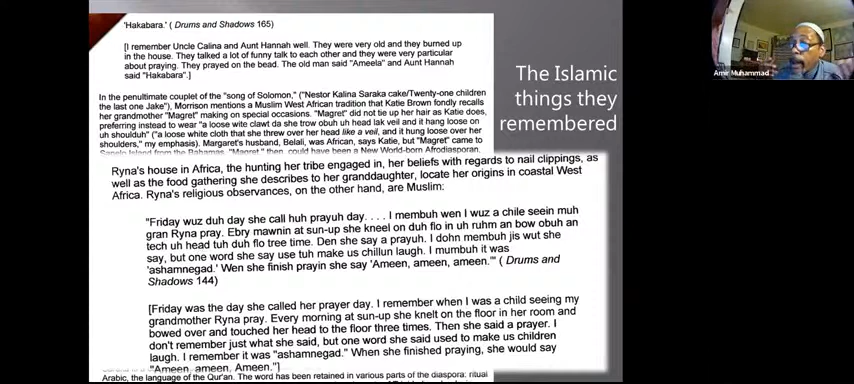 'Hakabara.' ( Drums and Shadows 165)
[I remember Uncle Calina and Aunt Hannah well. They were very old and they burned up
in the house. They talked a lot of funny talk to each other and they were very particular
about praying. They prayed on the bead. The old man said "Ameela" and Aunt Hannah
said "Hakabara".]
In the penultimate couplet of the "song of Solomon," ("Nestor Kalina Saraka cake/Twenty-one children
the last one Jake"), Morrison mentions a Muslim West African tradition that Katie Brown fondly recalls
her grandmother "Magret" making on special occasions. "Magret" did not tie up her hair as Katie does,
preferring instead to wear "a loose wite clawt da she trow obuh uh head lak veil and it hang loose on
uh shoulduh" ("a loose white cloth that she threw over her head like a veil, and it hung loose over her
shoulders," my emphasis). Margaret's husband, Belali, was African, says Katie, but "Magret" came to
Sapelo Island from the Bahamas. "Magret," then, could have been a New World-born Afrodiasporan,
Ryna's house in Africa, the hunting her tribe engaged in, her beliefs with regards to nail clippings, as
well as the food gathering she describes to her granddaughter, locate her origins in coastal West
Africa. Ryna's religious observances, on the other hand, are Muslim:
"Friday wuz duh day she call huh prayuh day. . . . I membuh wen I wuz a chile seein muh
gran Ryna pray. Ebry mawnin at sun-up she kneel on duh flo in uh ruhm an bow obuh an
tech uh head tuh duh flo tree time. Den she say a prayuh. I dohn membuh jis wut she
say, but one word she say use tuh make us chillun laugh. I mumbuh it was
'ashamnegad.' Wen she finish prayin she say 'Ameen, ameen, ameen.'" ( Drums and
Shadows 144)
[Friday was the day she called her prayer day. I remember when I was a child seeing my
grandmother Ryna pray. Every morning at sun-up she knelt on the floor in her room and
bowed over and touched her head to the floor three times. Then she said a prayer. I
don't remember just what she said, but one word she said used to make us children
laugh. I remember it was "ashamnegad." When she finished praying, she would say
"Ameen, ameen, Ameen."]
Arabic, the language of the Qur'an. The word has been retained in various parts of the diaspora: ritual
The Islamic
things they
remembered
Amir Muhammad